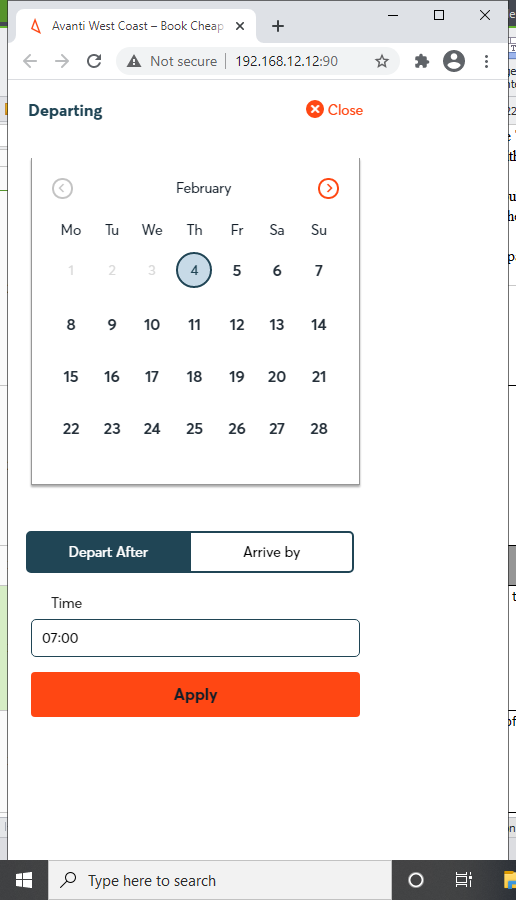 Avanti West Coast – Book Cheap
Not secure 192.168.12.12:90
Departing
Close
February
Mo Tu We Th Fr Sa Su
1 2 3 4 5 6 7
8 9 10 11 12 13 14
15 16 17 18 19 20 21
22 23 24 25 26 27 28
Depart After Arrive by
Time
07:00
Apply
Type here to search